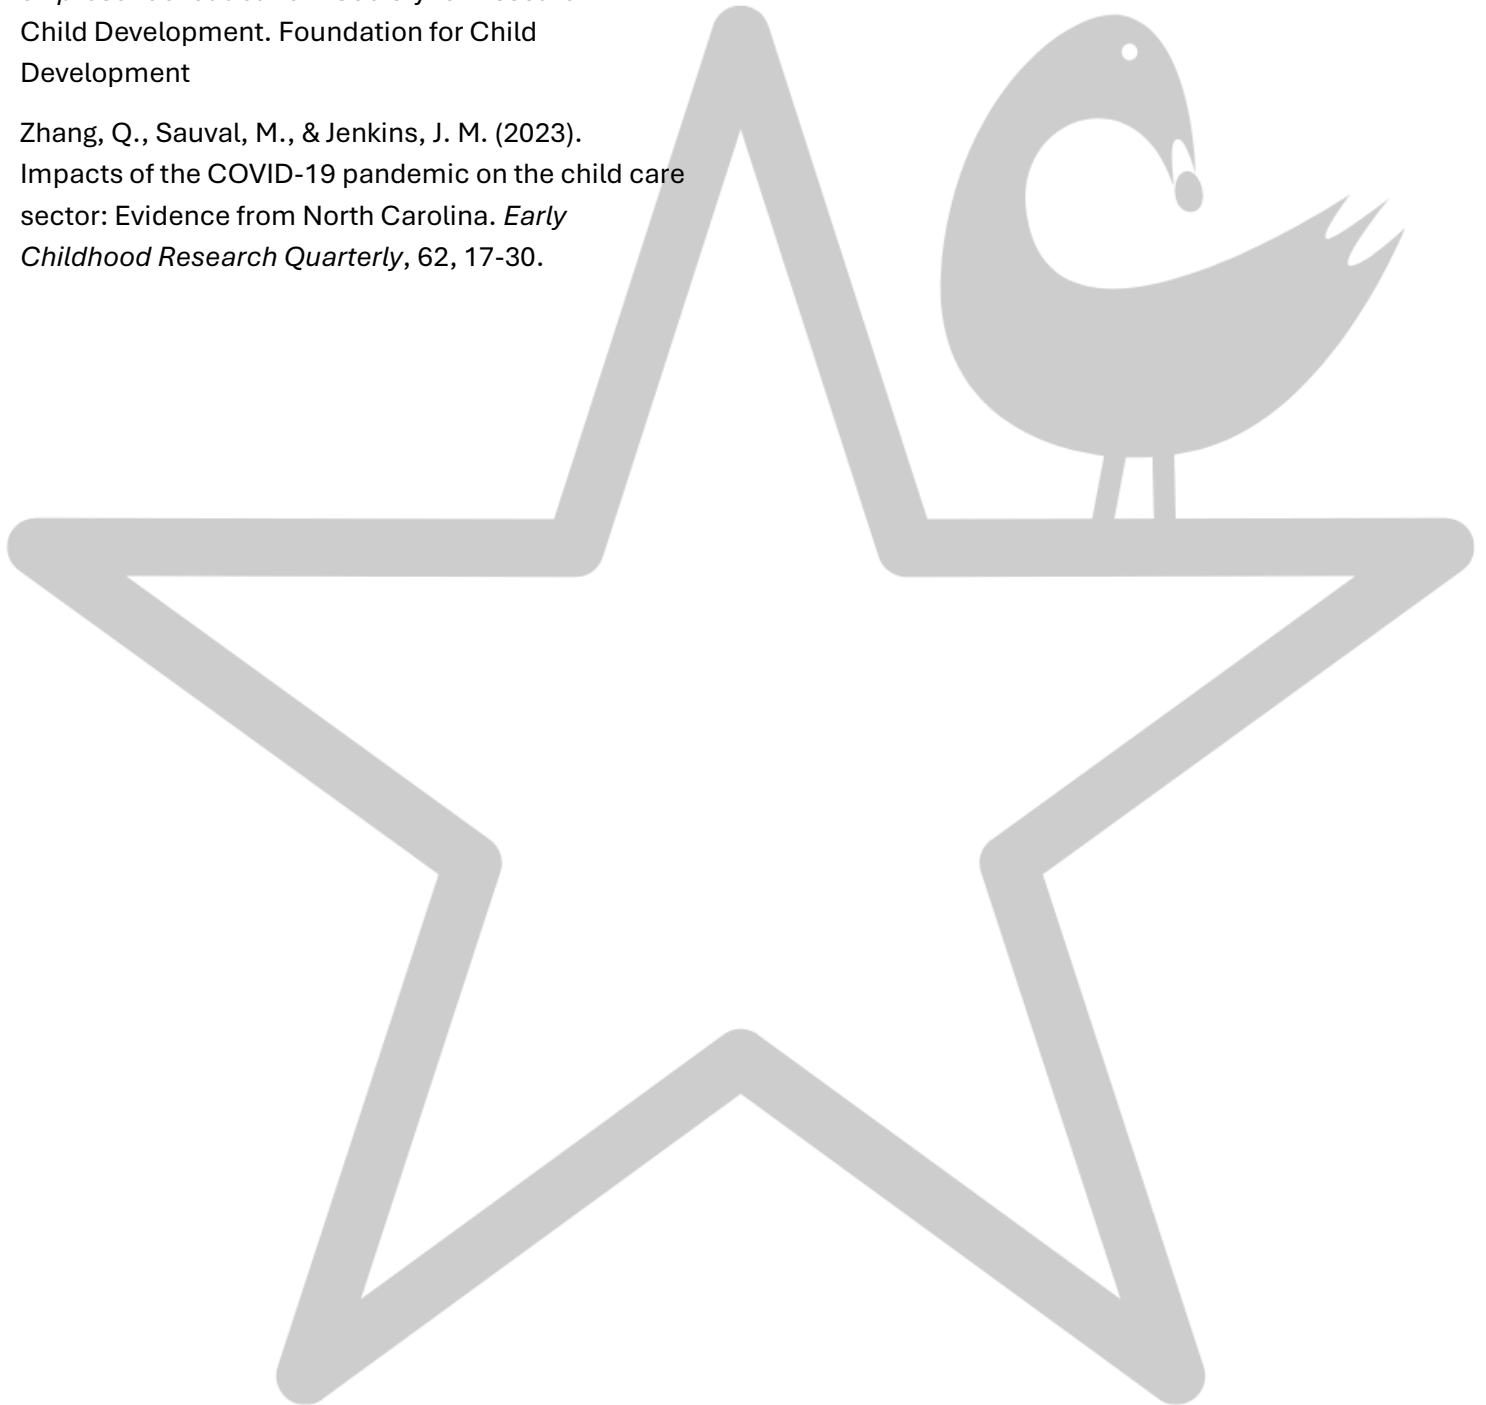 Child Development. Foundation for Child
Development
Zhang, Q., Sauval, M., & Jenkins, J. M. (2023).
Impacts of the COVID-19 pandemic on the child care
sector: Evidence from North Carolina. Early
Childhood Research Quarterly, 62, 17-30.